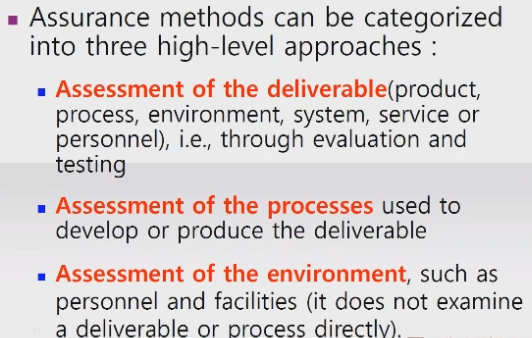 Assurance methods can be categorized
into three high-level approaches :
Assessment of the deliverable(product,
process, environment, system, service or
personnel), i.e., through evaluation and
testing
Assessment of the processes used to
develop or produce the deliverable
Assessment of the environment, such as
personnel and facilities (it does not examine
a deliverable or process directly).